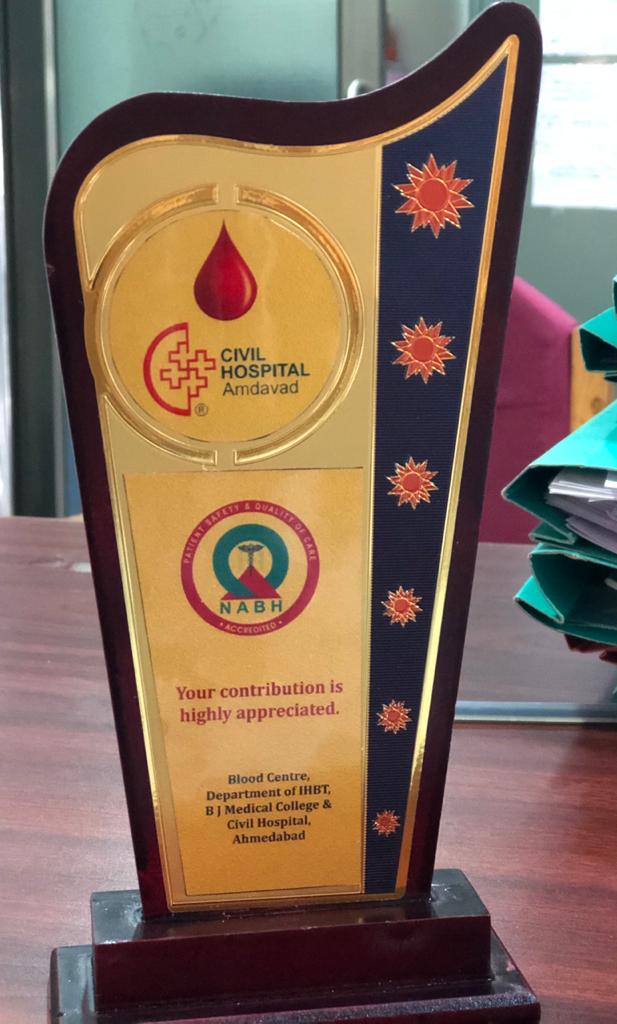 CIVIL
HOSPITAL
Amdavad
®
PATIENT SAFETY & QUALITY OF CARE
NABH
• ACCREDITED •
Your contribution is
highly appreciated.
Blood Centre,
Department of IHBT,
B J Medical College &
Civil Hospital,
Ahmedabad